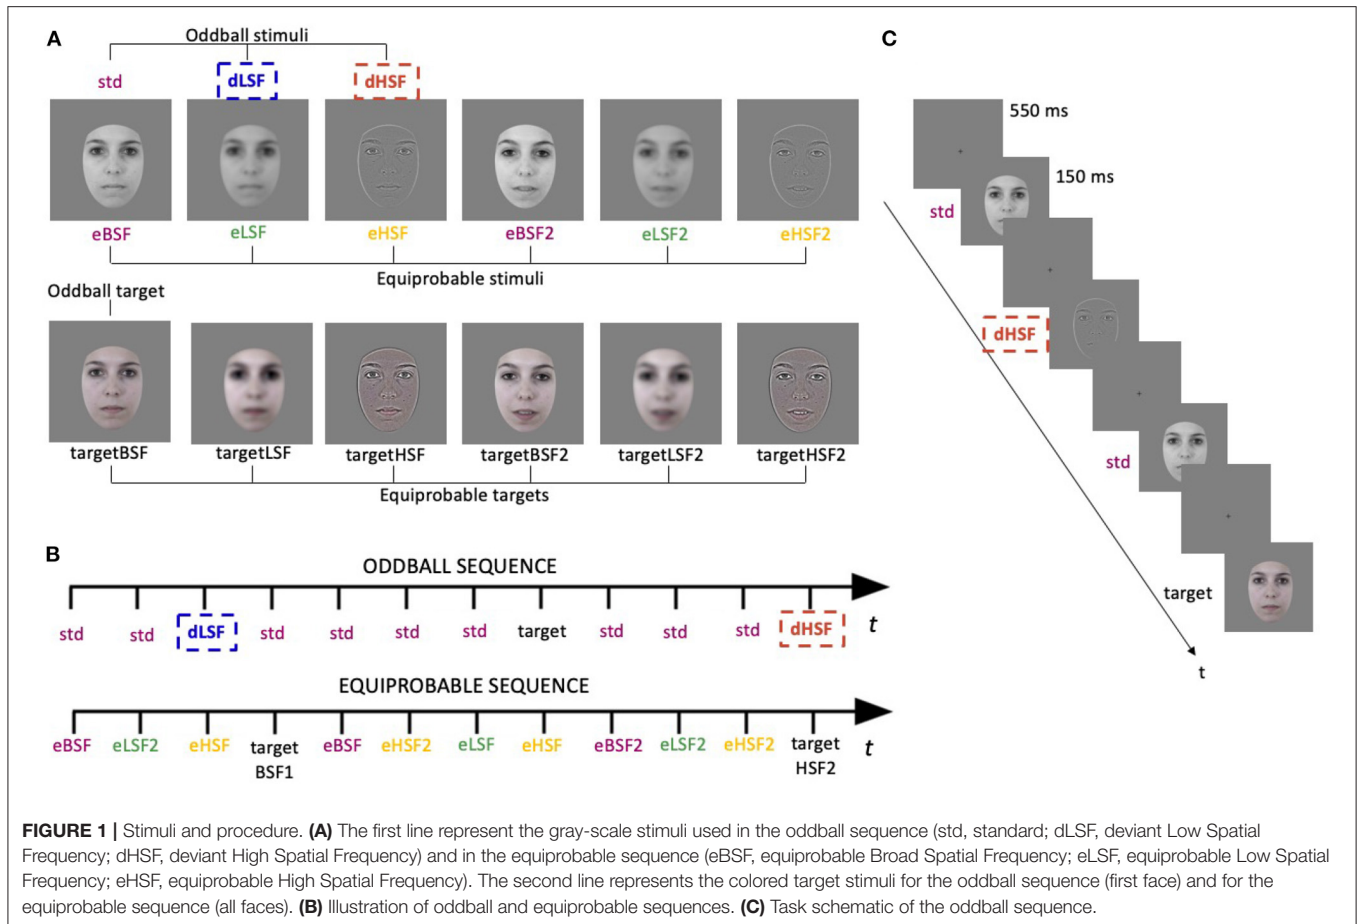 A
Oddball stimuli
std dLSF dHSF
eBSF eLSF eHSF eBSF2 eLSF2 eHSF2
Equiprobable stimuli
Oddball target
targetBSF targetLSF targetHSF targetBSF2 targetLSF2 targetHSF2
Equiprobable targets
B
ODDBALL SEQUENCE
std std dLSF std std std std target std std std dHSF t
EQUIPROBABLE SEQUENCE
eBSF eLSF2 eHSF target eBSF eHSF2 eLSF eHSF eBSF2 eLSF2 eHSF2 target t
BSF1 HSF2
C
550 ms
150 ms
std
dHSF
std
target
t
FIGURE 1 | Stimuli and procedure. (A) The first line represent the gray-scale stimuli used in the oddball sequence (std, standard; dLSF, deviant Low Spatial
Frequency; dHSF, deviant High Spatial Frequency) and in the equiprobable sequence (eBSF, equiprobable Broad Spatial Frequency; eLSF, equiprobable Low Spatial
Frequency; eHSF, equiprobable High Spatial Frequency). The second line represents the colored target stimuli for the oddball sequence (first face) and for the
equiprobable sequence (all faces). (B) Illustration of oddball and equiprobable sequences. (C) Task schematic of the oddball sequence.